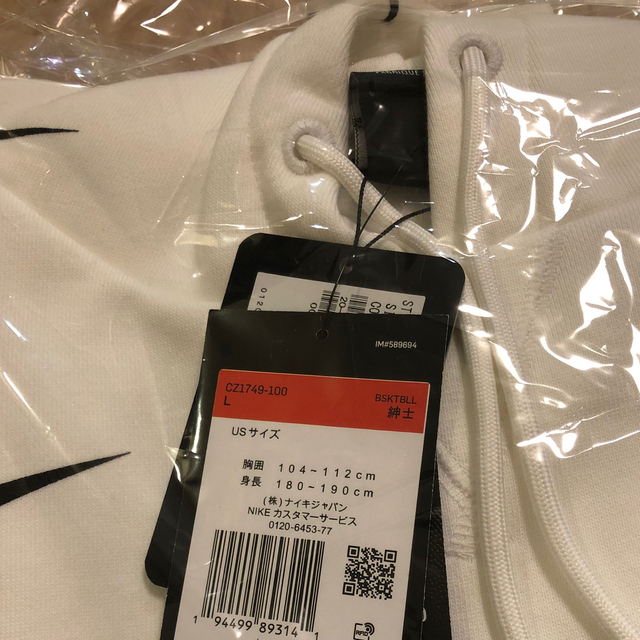 FABRIQUE
IM#589694
CZ1749-100
L
BSKTBLL
紳士
USサイズ
胸囲 104~112cm
身長 180~190cm
(株)ナイキジャパン
NIKE カスタマーサービス
0120-6453-77
1 94499 89314 1
RFID